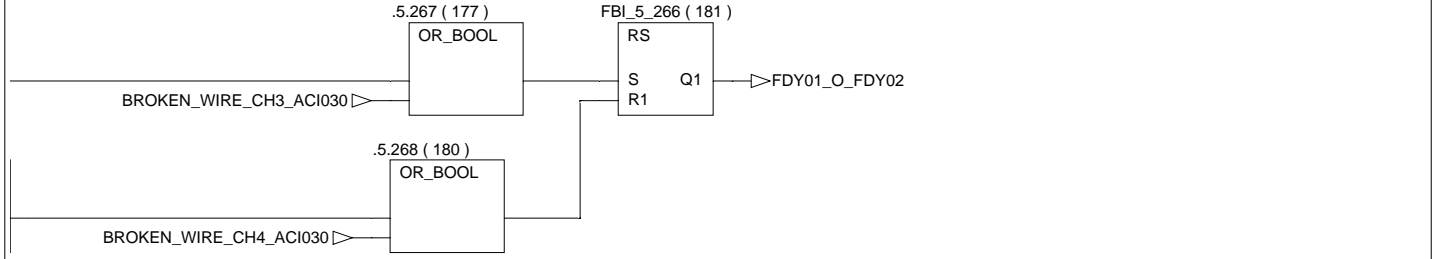 .5.267 ( 177 )
FBI_5_266 ( 181 )
OR_BOOL
RS
S Q1
FDY01_O_FDY02
BROKEN_WIRE_CH3_ACI030
R1
.5.268 ( 180 )
OR_BOOL
BROKEN_WIRE_CH4_ACI030